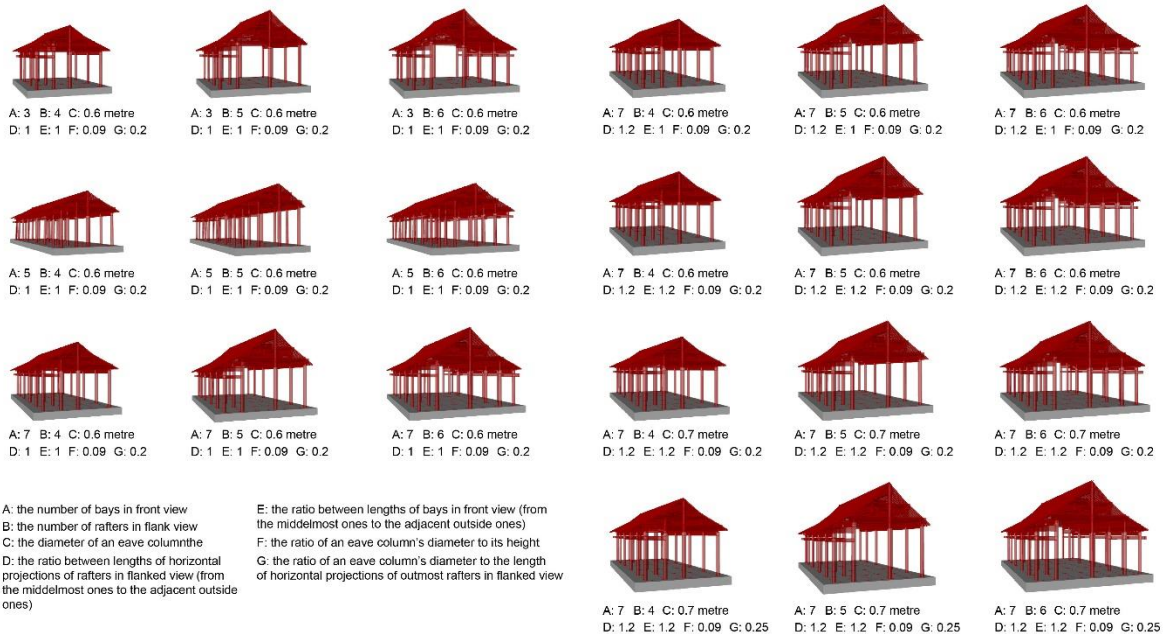 A: 3 B: 4 C: 0.6 metre
D: 1 E: 1 F: 0.09 G: 0.2
A: 3 B: 5 C: 0.6 metre
D: 1 E: 1 F: 0.09 G: 0.2
A: 3 B: 6 C: 0.6 metre
D: 1 E: 1 F: 0.09 G: 0.2
A: 7 B: 4 C: 0.6 metre
D: 1.2 E: 1 F: 0.09 G: 0.2
A: 7 B: 5 C: 0.6 metre
D: 1.2 E: 1 F: 0.09 G: 0.2
A: 7 B: 6 C: 0.6 metre
D: 1.2 E: 1 F: 0.09 G: 0.2
A: 5 B: 4 C: 0.6 metre
D: 1 E: 1 F: 0.09 G: 0.2
A: 5 B: 5 C: 0.6 metre
D: 1 E: 1 F: 0.09 G: 0.2
A: 5 B: 6 C: 0.6 metre
D: 1 E: 1 F: 0.09 G: 0.2
A: 7 B: 4 C: 0.6 metre
D: 1.2 E: 1.2 F: 0.09 G: 0.2
A: 7 B: 5 C: 0.6 metre
D: 1.2 E: 1.2 F: 0.09 G: 0.2
A: 7 B: 6 C: 0.6 metre
D: 1.2 E: 1.2 F: 0.09 G: 0.2
A: 7 B: 4 C: 0.6 metre
D: 1 E: 1 F: 0.09 G: 0.2
A: 7 B: 5 C: 0.6 metre
D: 1 E: 1 F: 0.09 G: 0.2
A: 7 B: 6 C: 0.6 metre
D: 1 E: 1 F: 0.09 G: 0.2
A: 7 B: 4 C: 0.7 metre
D: 1.2 E: 1.2 F: 0.09 G: 0.2
A: 7 B: 5 C: 0.7 metre
D: 1.2 E: 1.2 F: 0.09 G: 0.2
A: 7 B: 6 C: 0.7 metre
D: 1.2 E: 1.2 F: 0.09 G: 0.2
A: the number of bays in front view
B: the number of rafters in flank view
C: the diameter of an eave columnthe
D: the ratio between lengths of horizontal
projections of rafters in flanked view (from
the middelmost ones to the adjacent outside
ones)
E: the ratio between lengths of bays in front view (from
the middelmost ones to the adjacent outside ones)
F: the ratio of an eave column's diameter to its height
G: the ratio of an eave column's diameter to the length
of horizontal projections of outmost rafters in flanked view
A: 7 B: 4 C: 0.7 metre
D: 1.2 E: 1.2 F: 0.09 G: 0.25
A: 7 B: 5 C: 0.7 metre
D: 1.2 E: 1.2 F: 0.09 G: 0.25
A: 7 B: 6 C: 0.7 metre
D: 1.2 E: 1.2 F: 0.09 G: 0.25